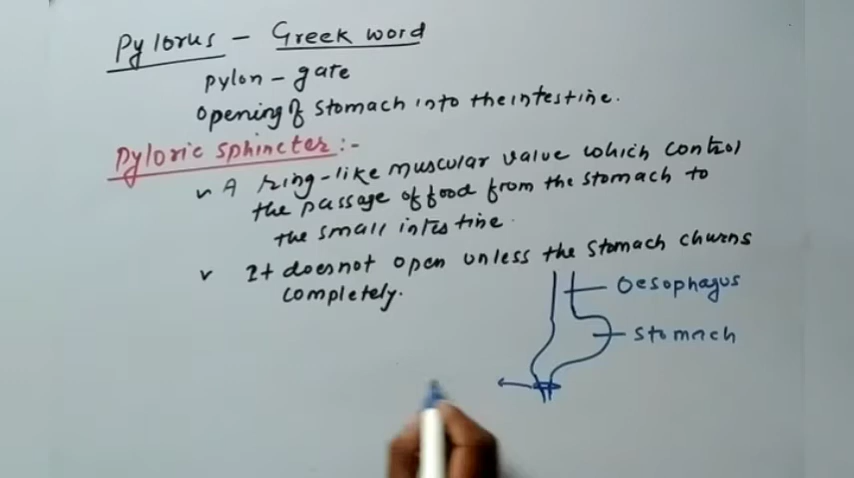 Pylorus - Greek word
pylon - gate
opening of stomach into the intestine.
Pyloric sphincter :-
A ring-like muscular value which control
the passage of food from the stomach to
the small intestine.
It does not open unless the stomach churns
completely.
Oesophagus
stomach